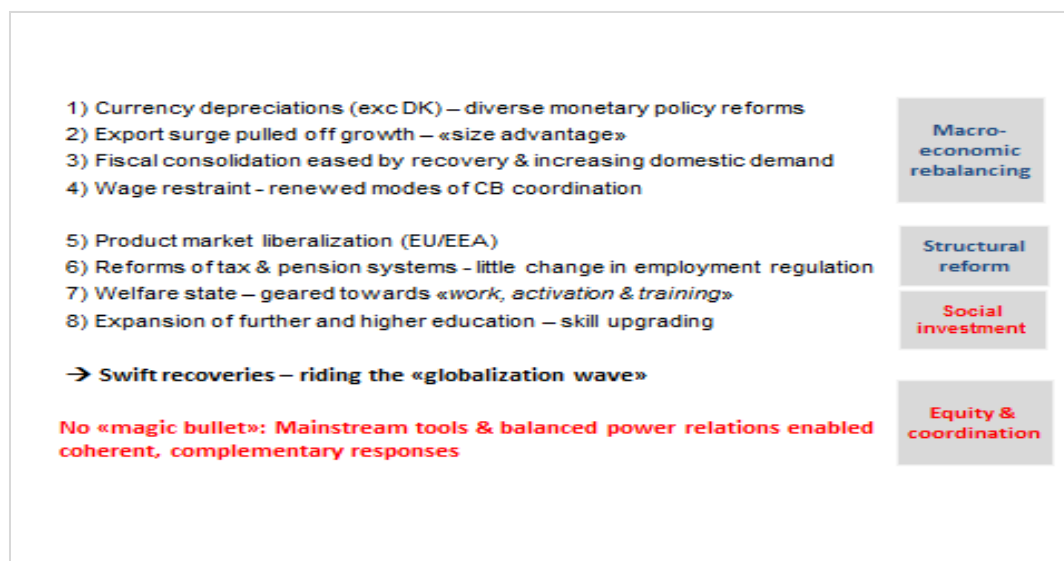 1) Currency depreciations (exc DK) – diverse monetary policy reforms
2) Export surge pulled off growth – «size advantage»
3) Fiscal consolidation eased by recovery & increasing domestic demand
4) Wage restraint - renewed modes of CB coordination
Macro-
economic
rebalancing
5) Product market liberalization (EU/EEA)
6) Reforms of tax & pension systems - little change in employment regulation
7) Welfare state – geared towards «work, activation & training»
8) Expansion of further and higher education – skill upgrading
Structural
reform
Social
investment
→ Swift recoveries – riding the «globalization wave»
No «magic bullet»: Mainstream tools & balanced power relations enabled
coherent, complementary responses
Equity &
coordination